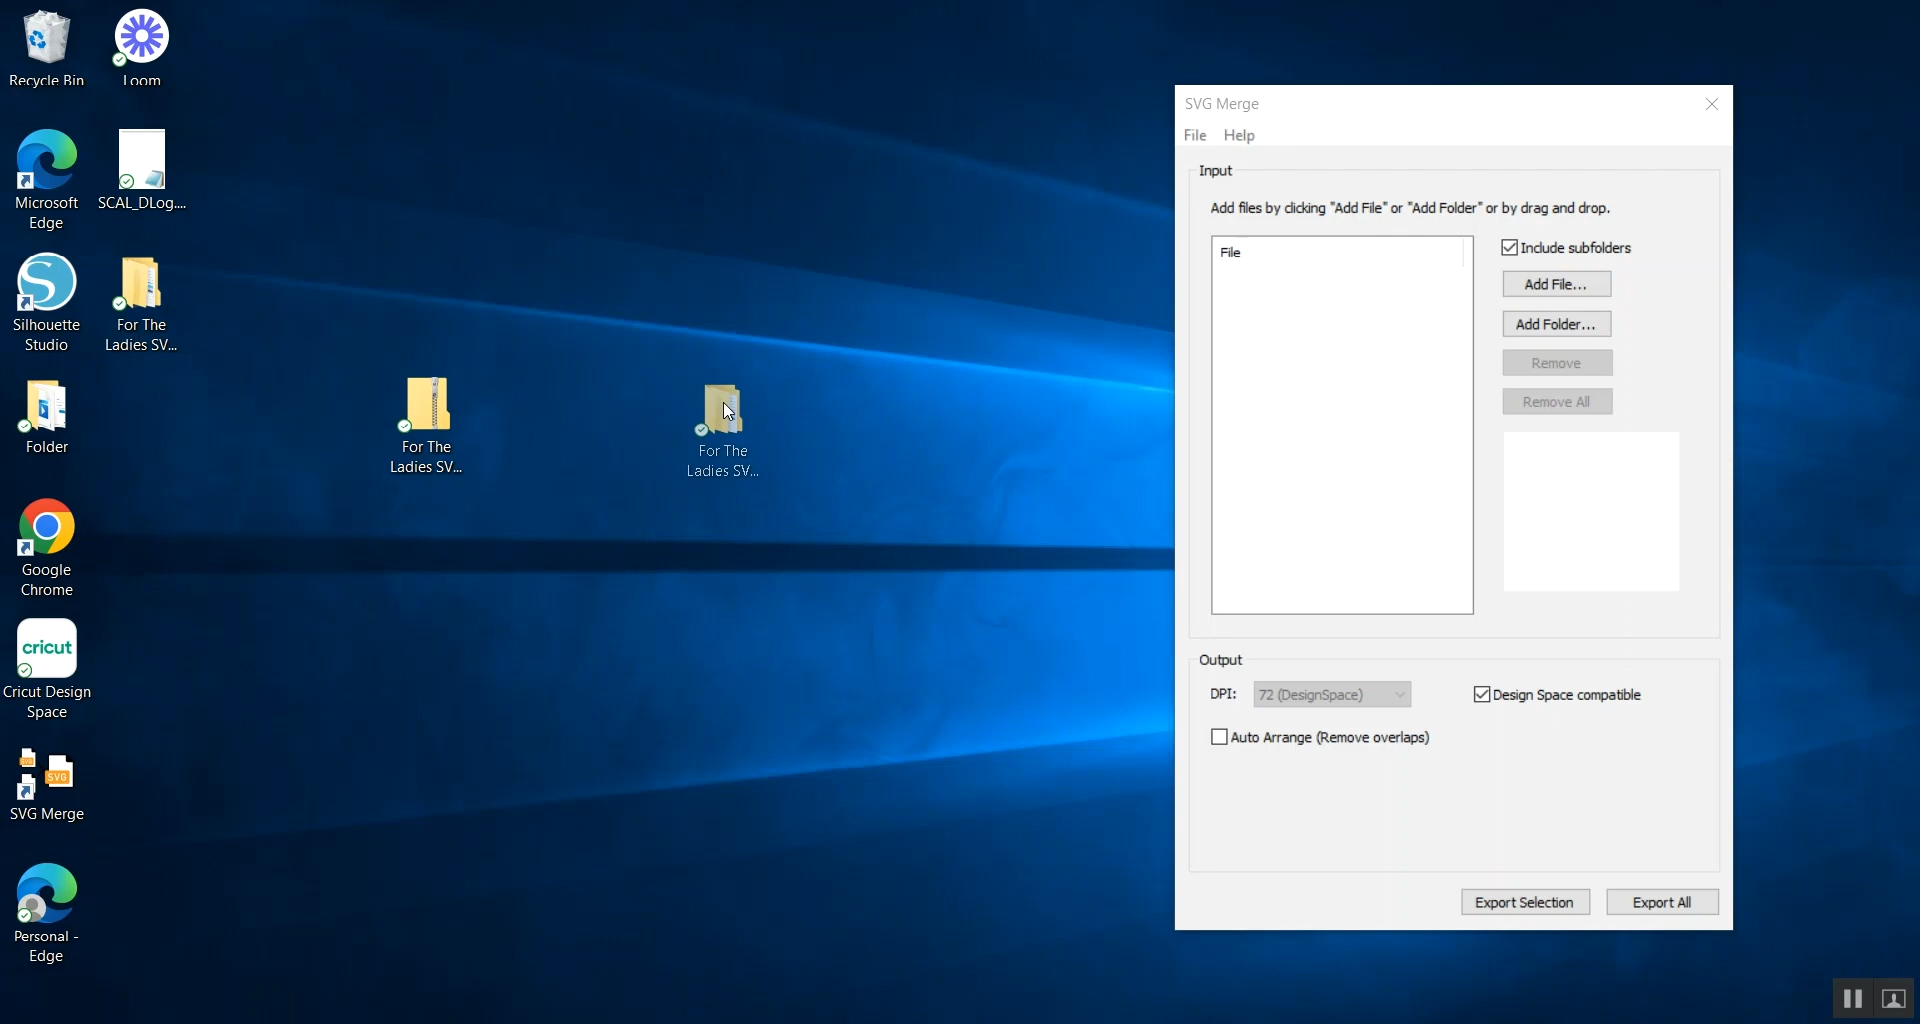 Recycle Bin
Loom
Microsoft
Edge
SCAL_DLog....
Silhouette
Studio
For The
Ladies SV...
Folder
Google
Chrome
cricut
Cricut Design
Space
SVG
SVG Merge
Personal -
Edge
For The
Ladies SV...
For The
Ladies SV...
SVG Merge
File Help
Input
Add files by clicking "Add File" or "Add Folder" or by drag and drop.
File
Include subfolders
Add File...
Add Folder...
Remove
Remove All
Output
DPI: 72 (DesignSpace)
Design Space compatible
Auto Arrange (Remove overlaps)
Export Selection
Export All